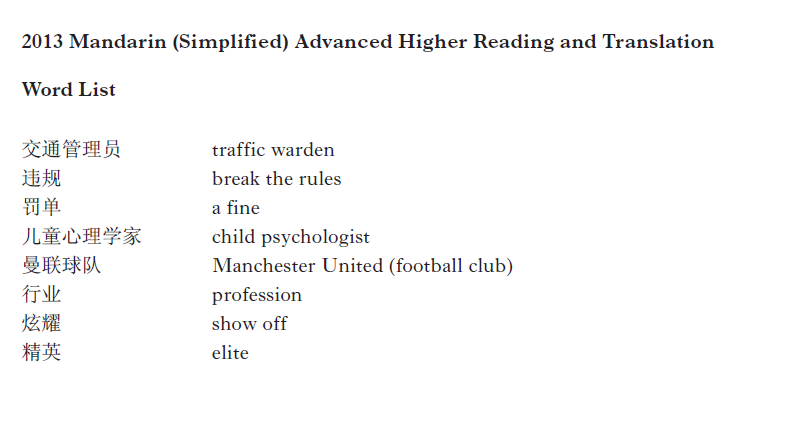 2013 Mandarin (Simplified) Advanced Higher Reading and Translation
Word List
交通管理员 traffic warden
违规 break the rules
罚单 a fine
儿童心理学家 child psychologist
曼联球队 Manchester United (football club)
行业 profession
炫耀 show off
精英 elite